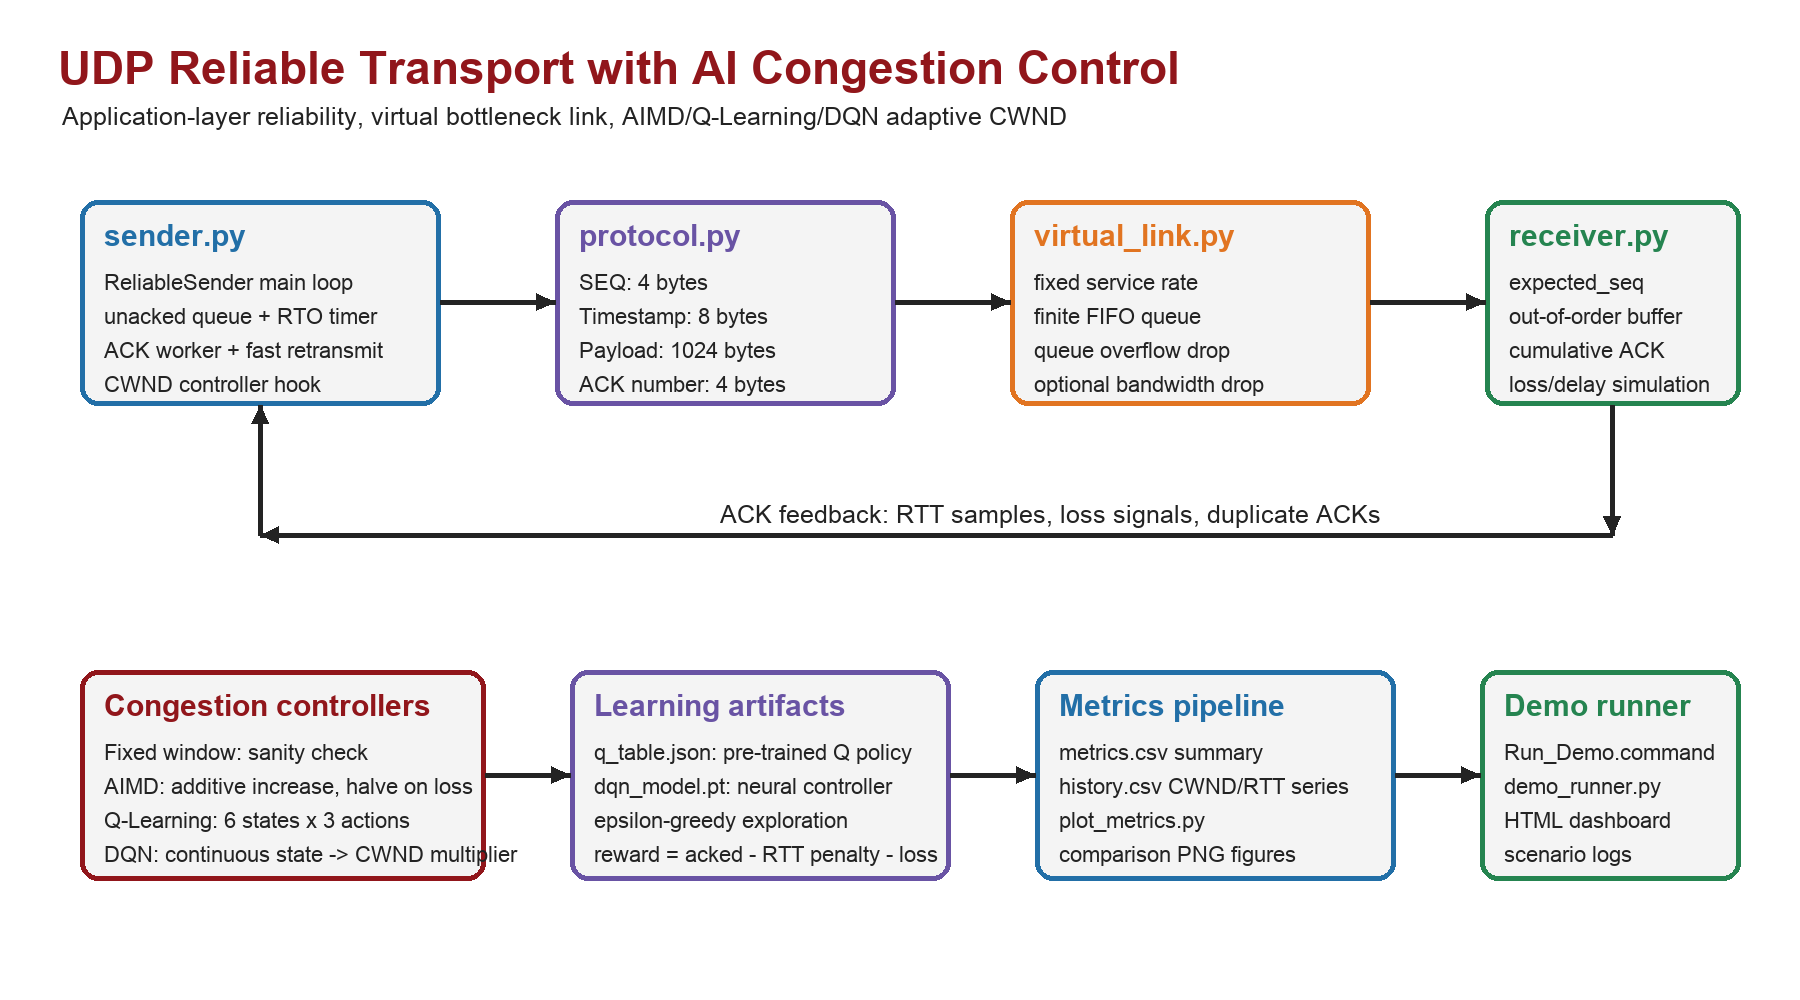 UDP Reliable Transport with AI Congestion Control
Application-layer reliability, virtual bottleneck link, AIMD/Q-Learning/DQN adaptive CWND
sender.py
ReliableSender main loop
unacked queue + RTO timer
ACK worker + fast retransmit
CWND controller hook
protocol.py
SEQ: 4 bytes
Timestamp: 8 bytes
Payload: 1024 bytes
ACK number: 4 bytes
virtual_link.py
fixed service rate
finite FIFO queue
queue overflow drop
optional bandwidth drop
receiver.py
expected_seq
out-of-order buffer
cumulative ACK
loss/delay simulation
ACK feedback: RTT samples, loss signals, duplicate ACKs
Congestion controllers
Fixed window: sanity check
AIMD: additive increase, halve on loss
Q-Learning: 6 states x 3 actions
DQN: continuous state -> CWND multiplier
Learning artifacts
q_table.json: pre-trained Q policy
dqn_model.pt: neural controller
epsilon-greedy exploration
reward = acked - RTT penalty - loss
Metrics pipeline
metrics.csv summary
history.csv CWND/RTT series
plot_metrics.py
comparison PNG figures
Demo runner
Run_Demo.command
demo_runner.py
HTML dashboard
scenario logs